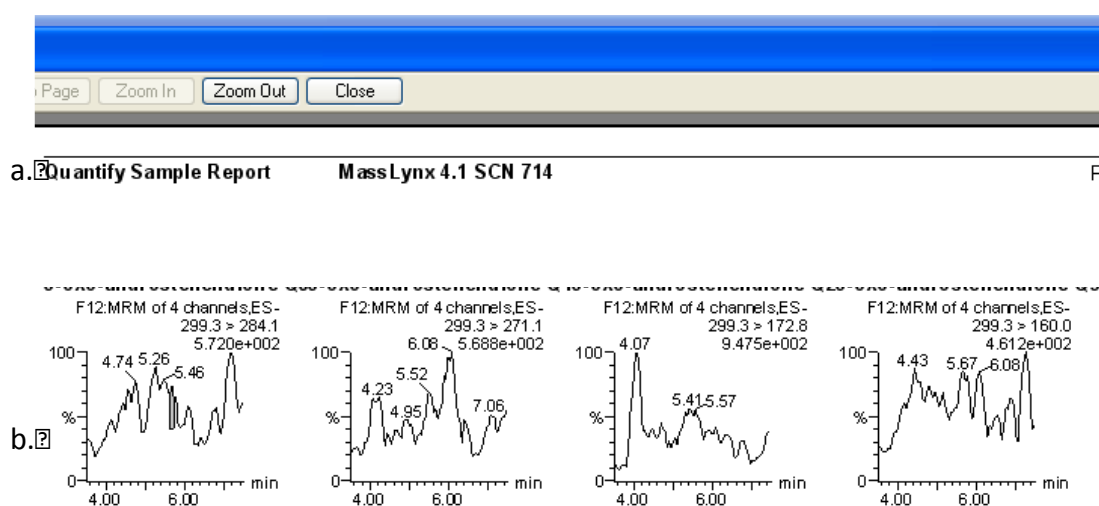 Page Zoom In Zoom Out Close
a. Quantify Sample Report MassLynx 4.1 SCN 714
F12:MRM of 4 channels,ES- F12:MRM of 4 channels,ES- F12:MRM of 4 channels,ES- F12:MRM of 4 channels,ES-
299.3 > 284.1 299.3 > 271.1 299.3 > 172.8 299.3 > 160.0
5.720e+002 5.688e+002 9.475e+002 4.612e+002
100 4.74 5.26 5.46 100 4.23 4.95 5.52 6.08 7.06 100 4.07 5.41 5.57 100 4.43 5.67 6.08
b. % % % %
0 min 0 min 0 min 0 min
4.00 6.00 4.00 6.00 4.00 6.00 4.00 6.00